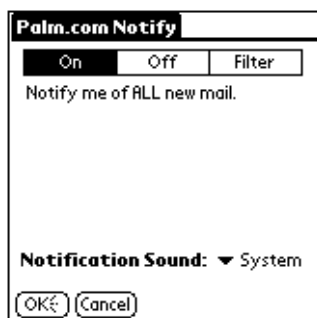 Palm.com Notify
On Off Filter
Notify me of ALL new mail.
Notification Sound: System
OK Cancel